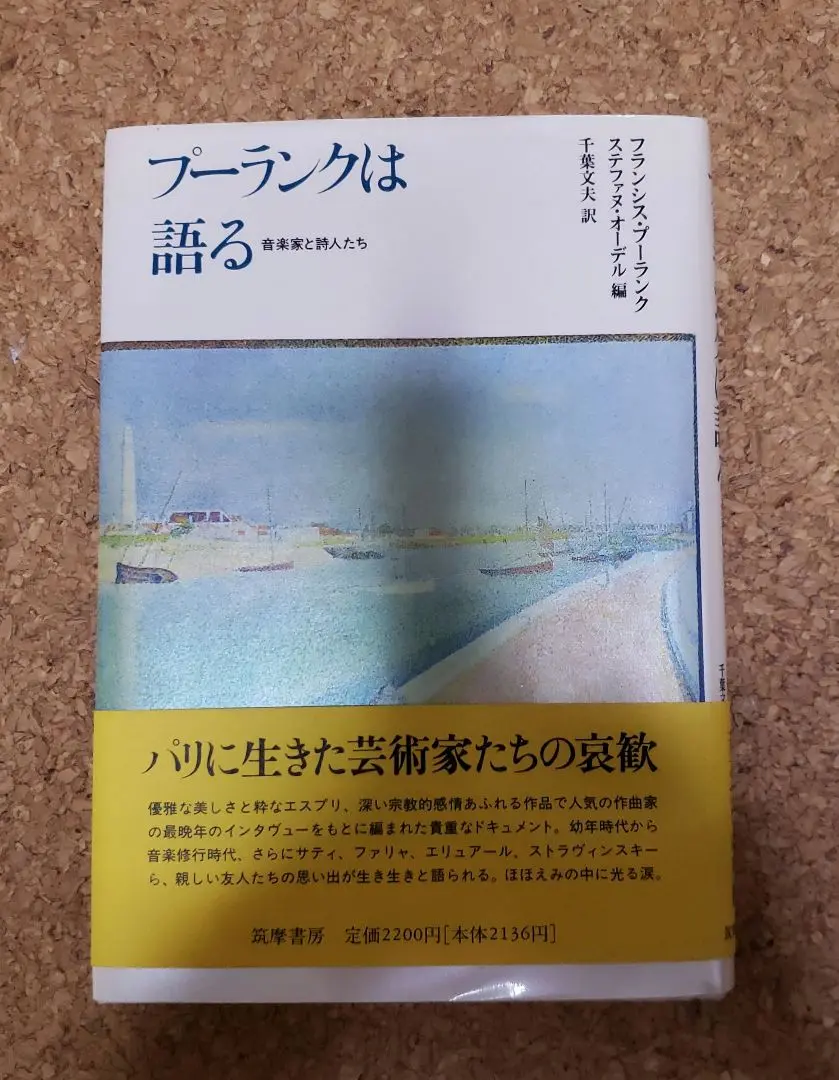 プーランクは
語る 音楽家と詩人たち
フランシス・プーランク
ステファヌ・オーデル 編
千葉文夫 訳
パリに生きた芸術家たちの哀歓
優雅な美しさと粋なエスプリ、深い宗教的感情あふれる作品で人気の作曲家
の最晩年のインタヴューをもとに編まれた貴重なドキュメント。幼年時代から
音楽修行時代、さらにサティ、ファリャ、エリュアール、ストラヴィンスキー
ら、親しい友人たちの思い出が生き生きと語られる。ほほえみの中に光る涙。
筑摩書房 定価2200円[本体2136円]